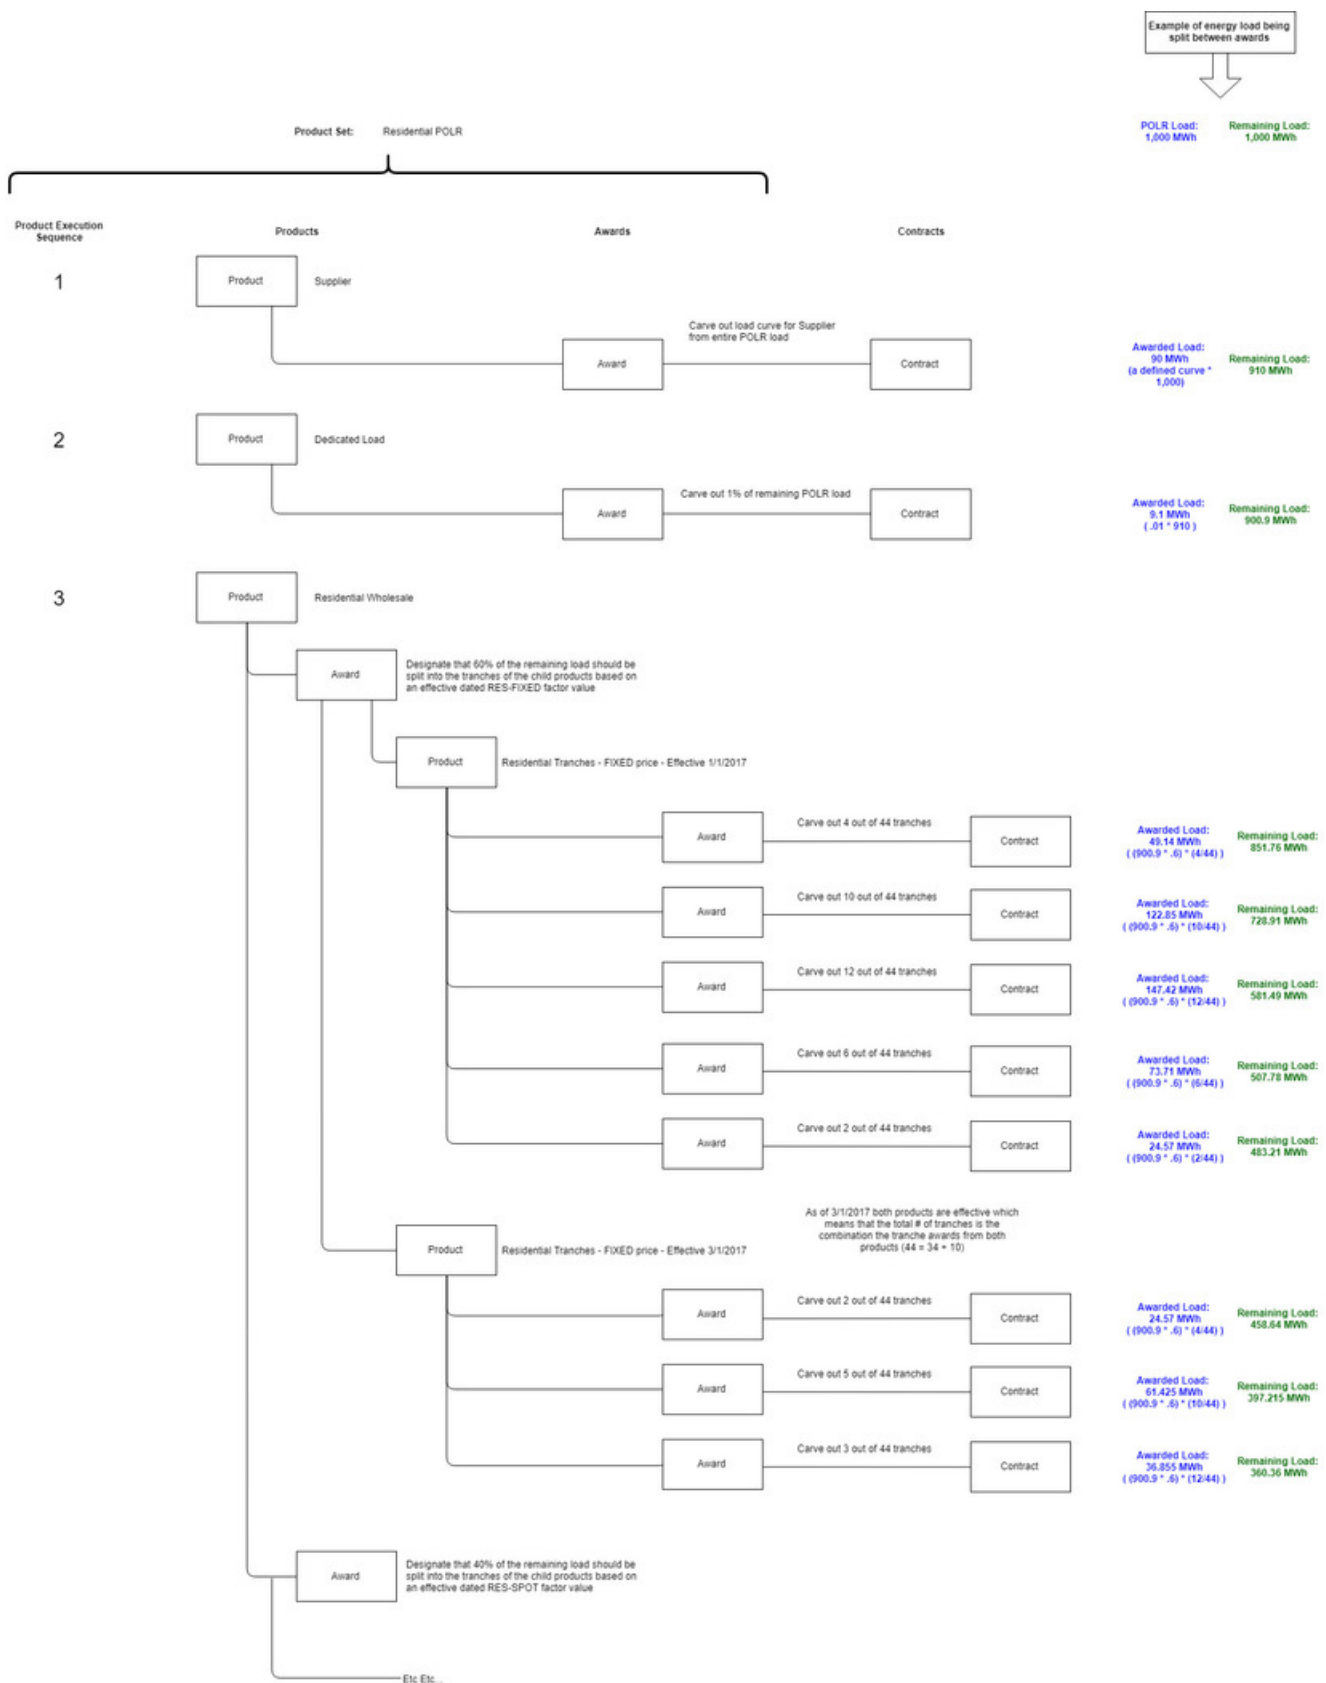 Example of energy load being
split between awards
POLR Load:
1,000 MWh
Remaining Load:
1,000 MWh
Product Set: Residential POLR
Product Execution
Sequence
Products
Awards
Contracts
1
Product
Supplier
Carve out load curve for Supplier
from entire POLR load
Award
Contract
Awarded Load:
90 MWh
(a defined curve *
1,000)
Remaining Load:
910 MWh
2
Product
Dedicated Load
Carve out 1% of remaining POLR load
Award
Contract
Awarded Load:
9.1 MWh
( .01 * 910 )
Remaining Load:
900.9 MWh
3
Product
Residential Wholesale
Award
Designate that 60% of the remaining load should be
split into the tranches of the child products based on
an effective dated RES-FIXED factor value
Product
Residential Tranches - FIXED price - Effective 1/1/2017
Award
Carve out 4 out of 44 tranches
Contract
Awarded Load:
49.14 MWh
( (900.9 * .6) * (4/44) )
Remaining Load:
851.76 MWh
Award
Carve out 10 out of 44 tranches
Contract
Awarded Load:
122.85 MWh
( (900.9 * .6) * (10/44) )
Remaining Load:
728.91 MWh
Award
Carve out 12 out of 44 tranches
Contract
Awarded Load:
147.42 MWh
( (900.9 * .6) * (12/44) )
Remaining Load:
581.49 MWh
Award
Carve out 6 out of 44 tranches
Contract
Awarded Load:
73.71 MWh
( (900.9 * .6) * (6/44) )
Remaining Load:
507.78 MWh
Award
Carve out 2 out of 44 tranches
Contract
Awarded Load:
24.57 MWh
( (900.9 * .6) * (2/44) )
Remaining Load:
483.21 MWh
As of 3/1/2017 both products are effective which
means that the total # of tranches is the
combination the tranche awards from both
products (44 = 34 + 10)
Product
Residential Tranches - FIXED price - Effective 3/1/2017
Award
Carve out 2 out of 44 tranches
Contract
Awarded Load:
24.57 MWh
( (900.9 * .6) * (4/44) )
Remaining Load:
458.64 MWh
Award
Carve out 5 out of 44 tranches
Contract
Awarded Load:
61.425 MWh
( (900.9 * .6) * (10/44) )
Remaining Load:
397.215 MWh
Award
Carve out 3 out of 44 tranches
Contract
Awarded Load:
36.855 MWh
( (900.9 * .6) * (12/44) )
Remaining Load:
360.36 MWh
Award
Designate that 40% of the remaining load should be
split into the tranches of the child products based on
an effective dated RES-SPOT factor value
Etc Etc...